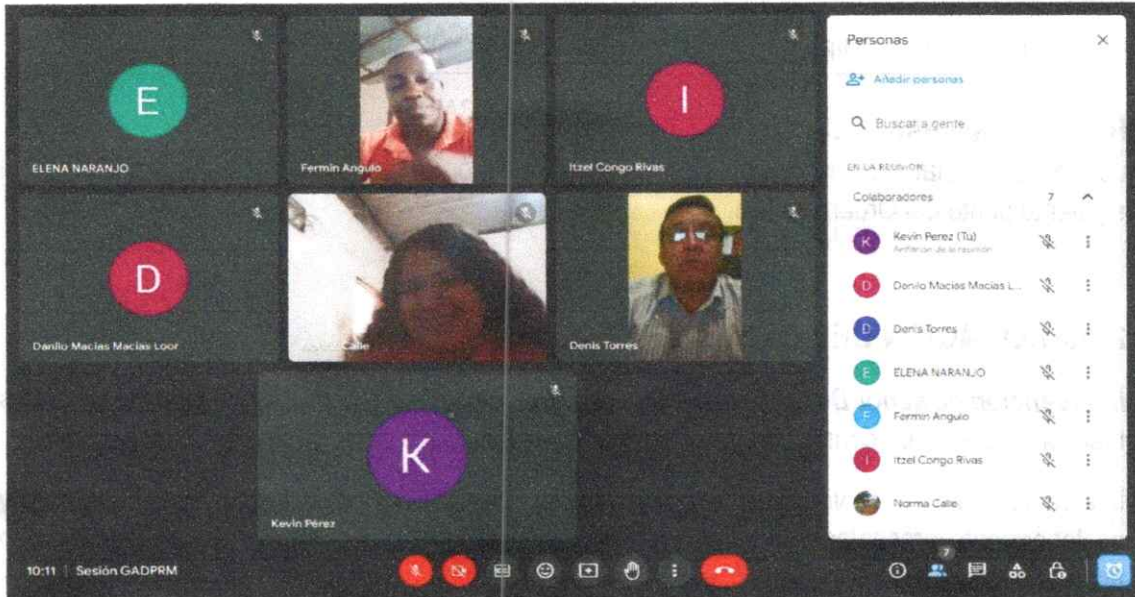 E
ELENA NARANJO
Fermin Angulo
I
Itzel Congo Rivas
D
Danilo Macias Macias Loor
Calle
Denis Torres
K
Kevin Pérez
10:11 | Sesión GADPRM
Personas
Añadir personas
Buscar a gente
EN LA REUNIÓN
Colaboradores 7
K Kevin Perez (Tú)
Anfitrión de la reunión
D Danilo Macias Macias L...
D Denis Torres
E ELENA NARANJO
F Fermin Angulo
I Itzel Congo Rivas
Norma Calle
7